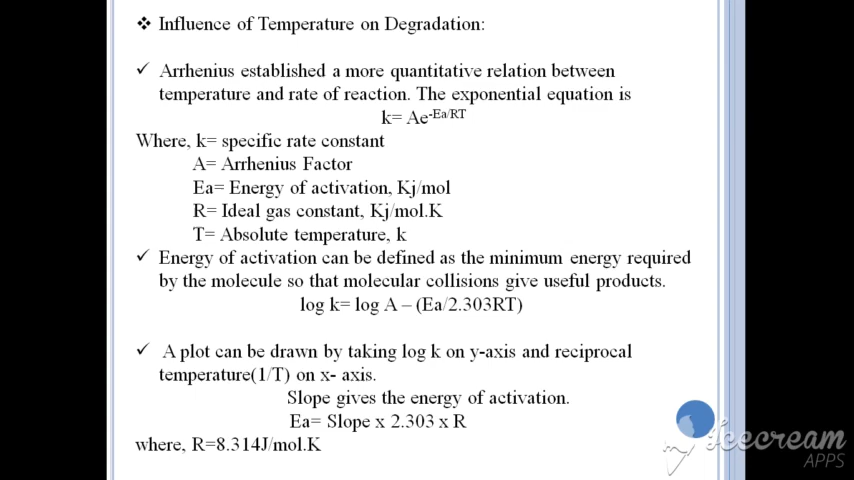 ❖ Influence of Temperature on Degradation:
✓ Arrhenius established a more quantitative relation between
temperature and rate of reaction. The exponential equation is
k= Ae-Ea/RT
Where, k= specific rate constant
A= Arrhenius Factor
Ea= Energy of activation, Kj/mol
R= Ideal gas constant, Kj/mol.K
T= Absolute temperature, k
✓ Energy of activation can be defined as the minimum energy required
by the molecule so that molecular collisions give useful products.
log k= log A – (Ea/2.303RT)
✓ A plot can be drawn by taking log k on y-axis and reciprocal
temperature(1/T) on x- axis.
Slope gives the energy of activation.
Ea= Slope x 2.303 x R
where, R=8.314J/mol.K
Icecream
APPS